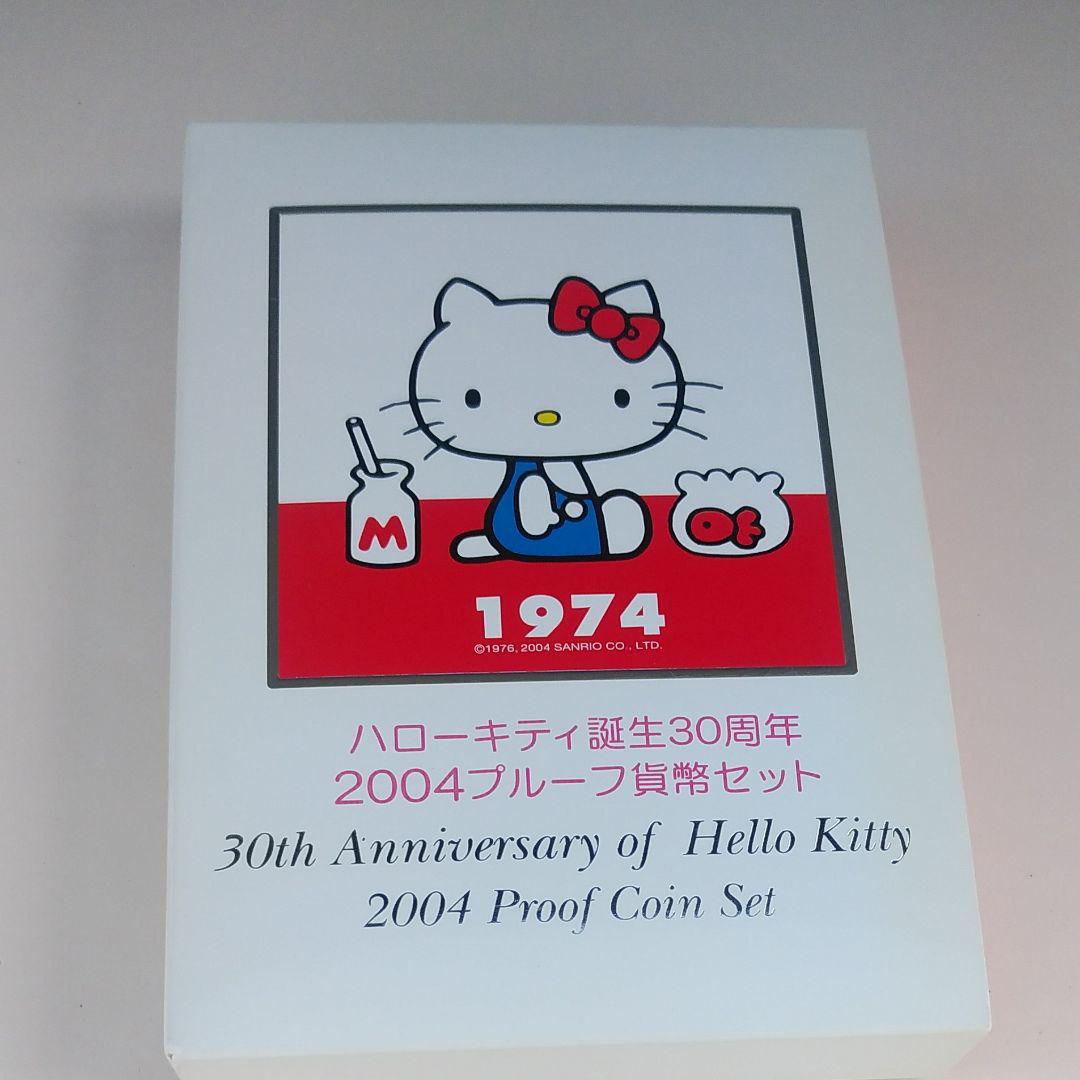 M
1974
©1976, 2004 SANRIO CO., LTD.
ハローキティ誕生30周年
2004プルーフ貨幣セット
30th Anniversary of Hello Kitty
2004 Proof Coin Set